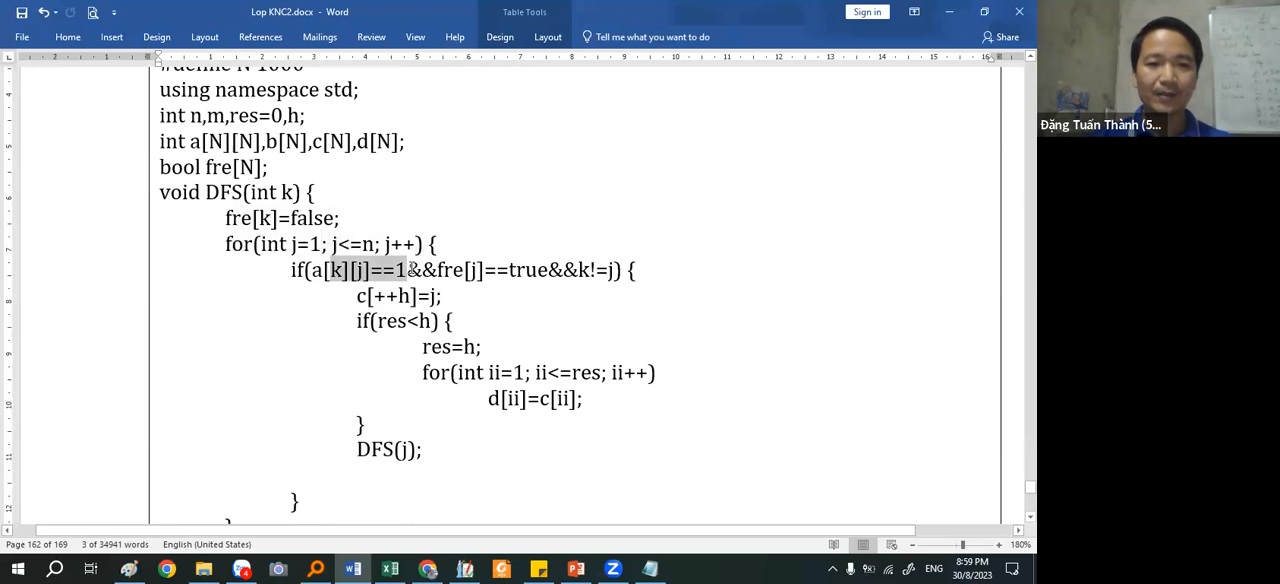 Lop KNC2.docx - Word
Table Tools
Sign in
File Home Insert Design Layout References Mailings Review View Help Design Layout Tell me what you want to do Share
#define N 1000
using namespace std;
int n,m,res=0,h;
int a[N][N],b[N],c[N],d[N];
bool fre[N];
void DFS(int k) {
fre[k]=false;
for(int j=1; j<=n; j++) {
if(a[k][j]==1&&fre[j]==true&&k!=j) {
c[++h]=j;
if(res<h) {
res=h;
for(int ii=1; ii<=res; ii++)
d[ii]=c[ii];
}
DFS(j);
}
}
Đặng Tuấn Thành (5...
Page 162 of 169 3 of 34941 words English (United States) 180%
ENG
8:59 PM
30/8/2023